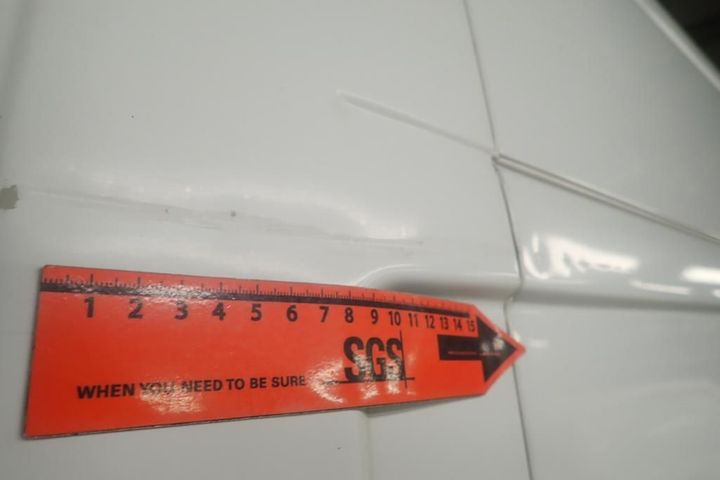 1 2 3 4 5 6 7 8 9 10 11 12 13 14 15
SGS
WHEN YOU NEED TO BE SURE